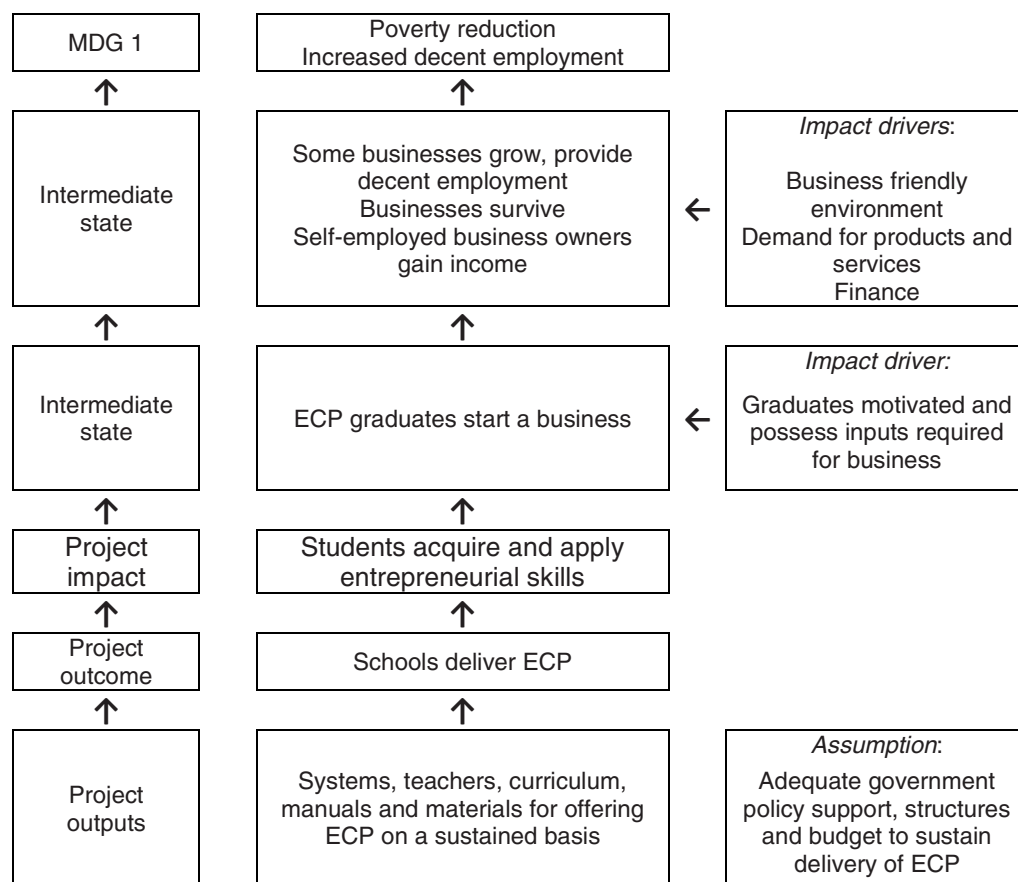 MDG 1
Poverty reduction
Increased decent employment
Intermediate
state
Some businesses grow, provide
decent employment
Businesses survive
Self-employed business owners
gain income
Impact drivers:
Business friendly
environment
Demand for products and
services
Finance
Intermediate
state
ECP graduates start a business
Impact driver:
Graduates motivated and
possess inputs required
for business
Project
impact
Students acquire and apply
entrepreneurial skills
Project
outcome
Schools deliver ECP
Project
outputs
Systems, teachers, curriculum,
manuals and materials for offering
ECP on a sustained basis
Assumption:
Adequate government
policy support, structures
and budget to sustain
delivery of ECP